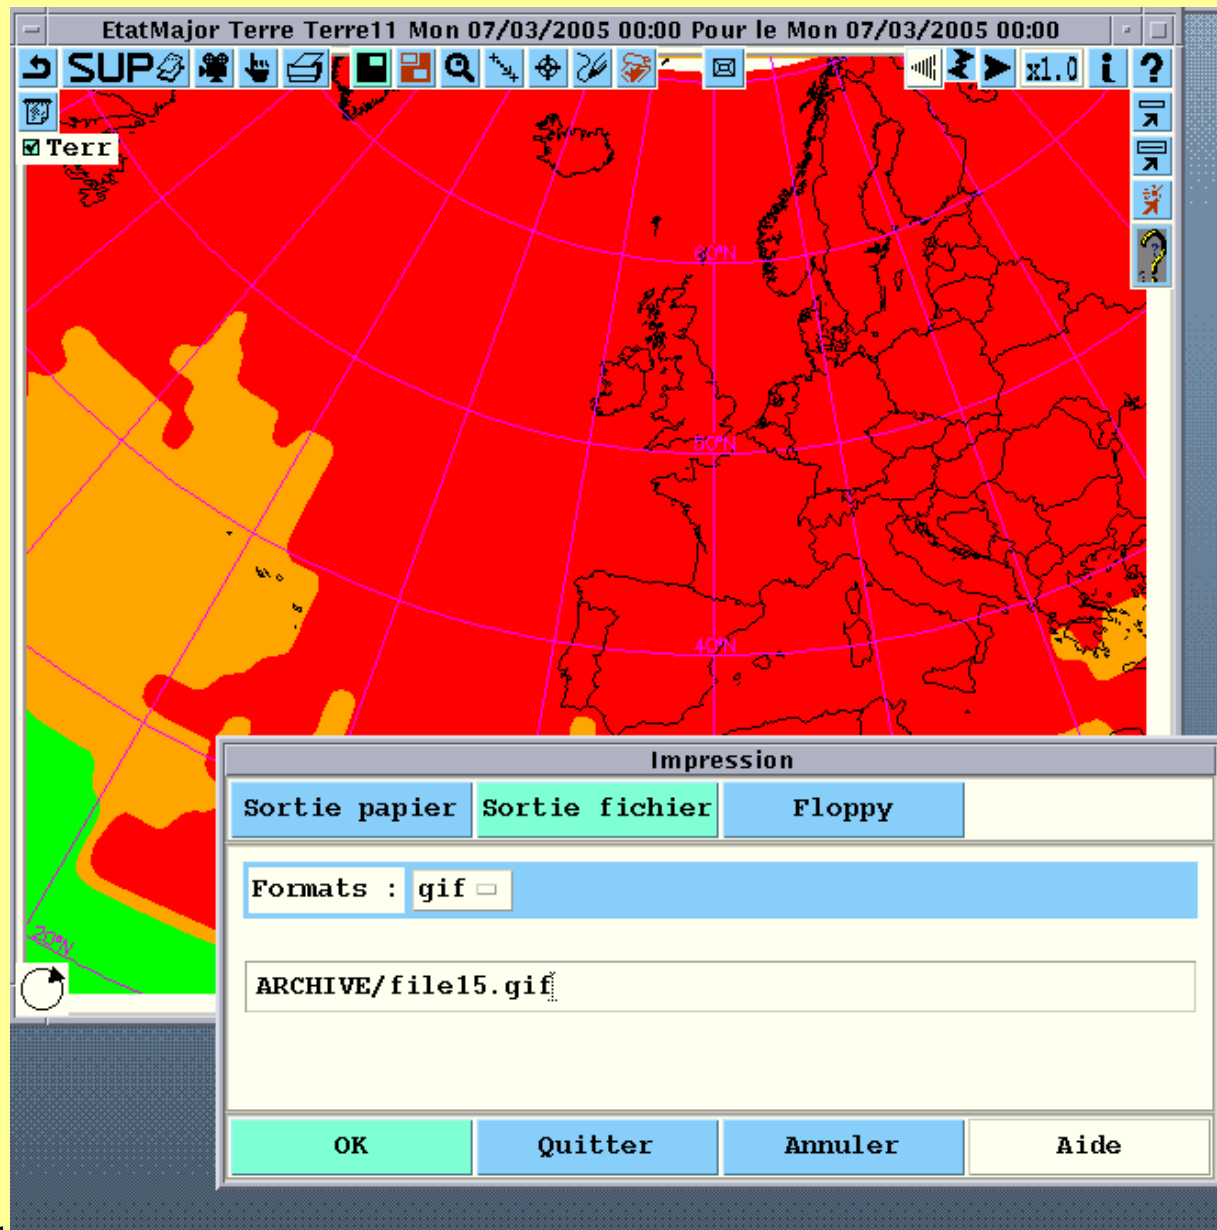 EtatMajor Terre Terre11 Mon 07/03/2005 00:00 Pour le Mon 07/03/2005 00:00
SUP x1.0 i ?
Terr
60°N
50°N
40°N
20°N
Impression
Sortie papier Sortie fichier Floppy
Formats : gif
ARCHIVE/file15.gif
OK Quitter Annuler Aide